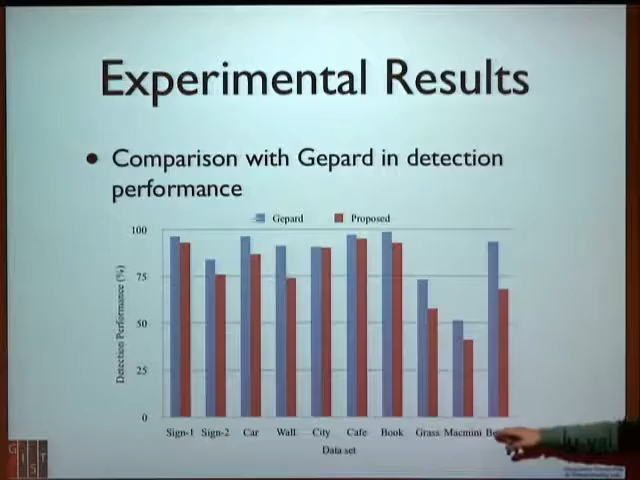 Experimental Results
• Comparison with Gepard in detection
performance
Gepard Proposed
100
75
50
25
0
Detection Performance (%)
Sign-1 Sign-2 Car Wall City Cafe Book Grass Macmini
Data set
GIST